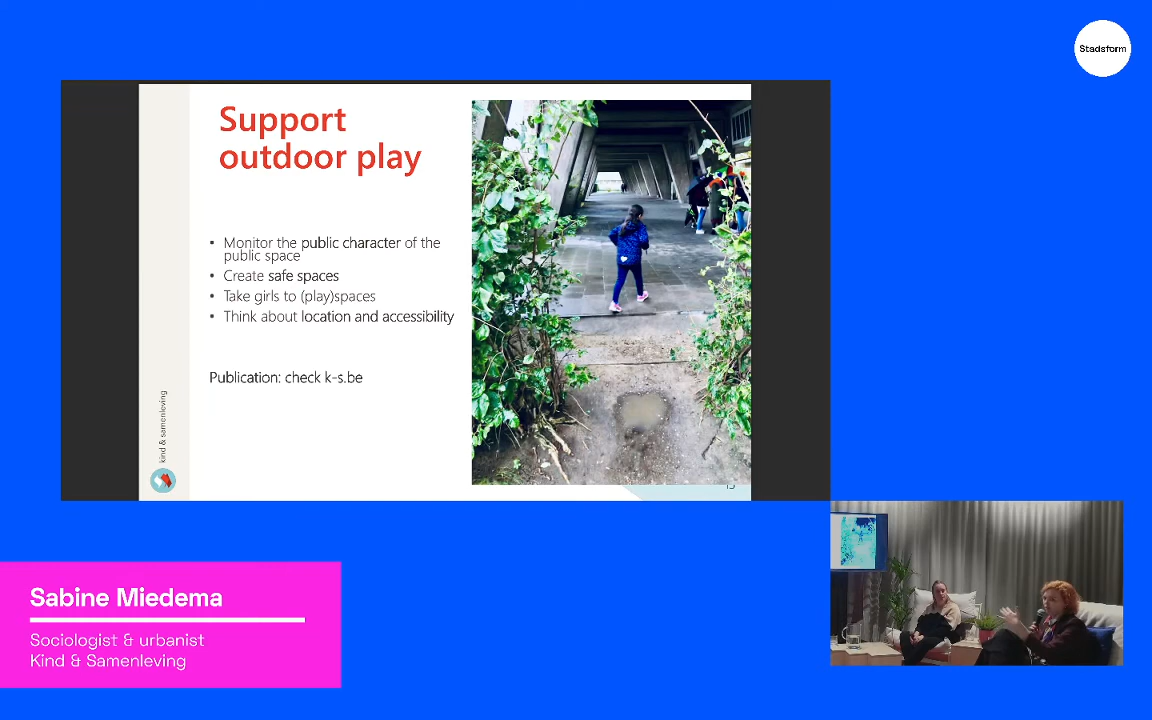 Stadsform
Support
outdoor play
• Monitor the public character of the
public space
• Create safe spaces
• Take girls to (play)spaces
• Think about location and accessibility
Publication: check k-s.be
kind & samenleving
Sabine Miedema
Sociologist & urbanist
Kind & Samenleving